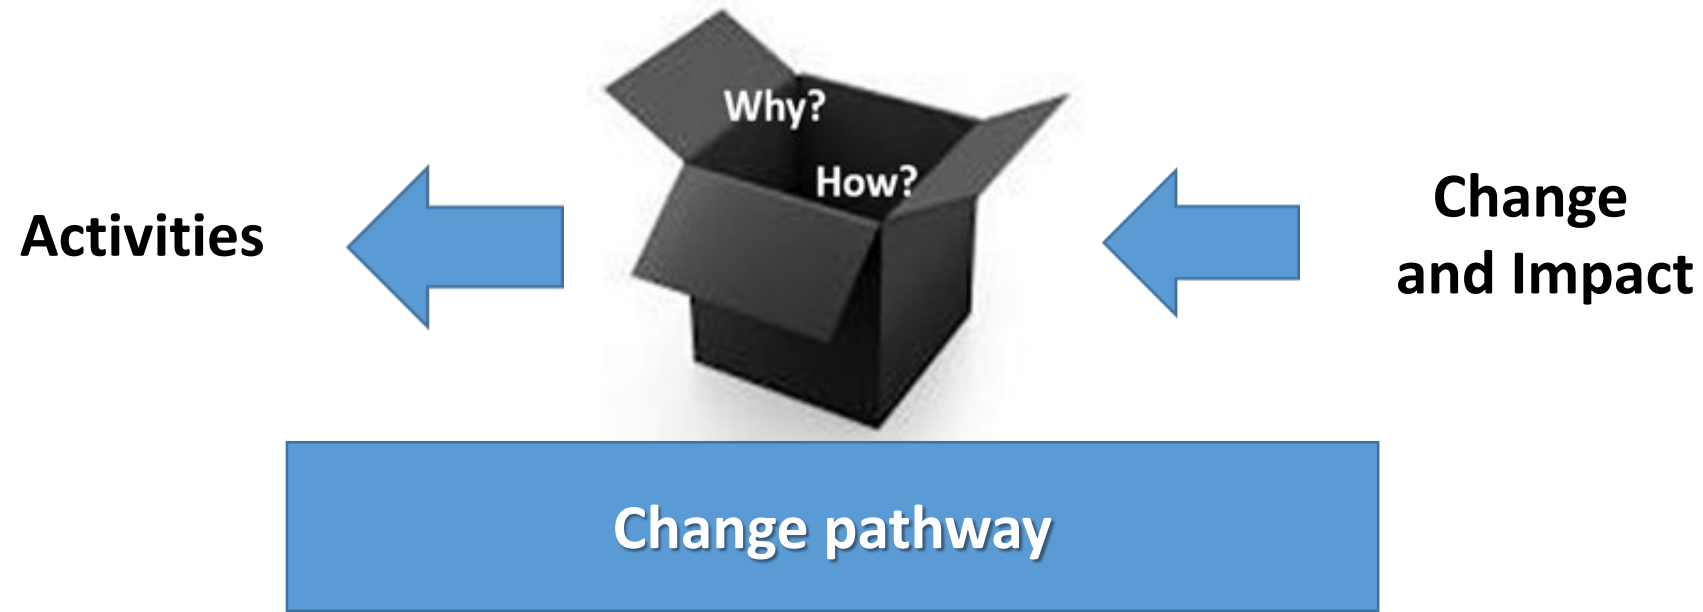 Why?
How?
Activities
Change
and Impact
Change pathway